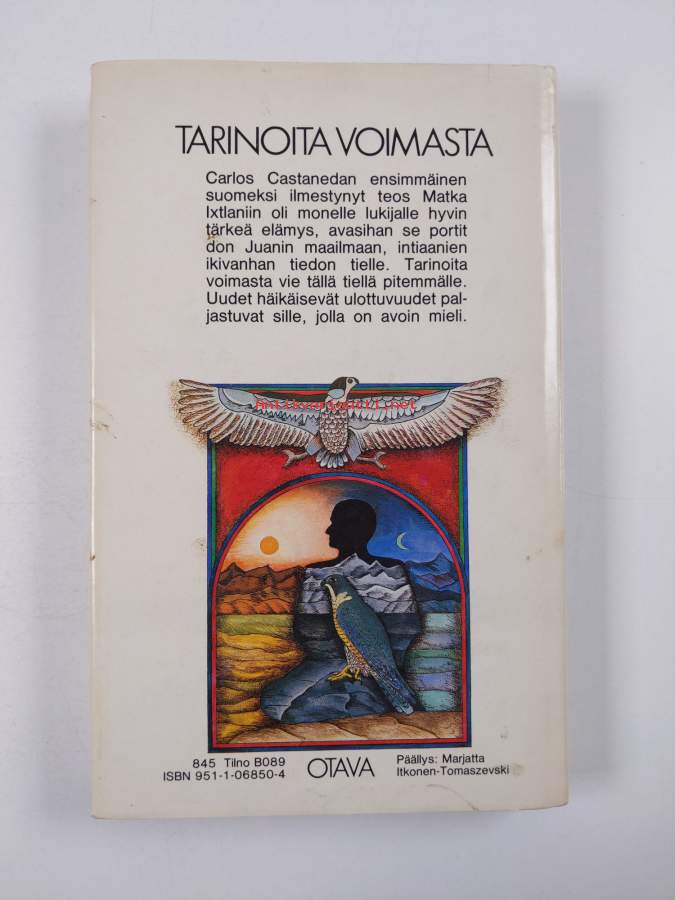 TARINOITA VOIMASTA
Carlos Castanedan ensimmäinen
suomeksi ilmestynyt teos Matka
Ixtlaniin oli monelle lukijalle hyvin
tärkeä elämys, avasihan se portit
don Juanin maailmaan, intiaanien
ikivanhan tiedon tielle. Tarinoita
voimasta vie tällä tiellä pitemmälle.
Uudet häikäisevät ulottuvuudet pal-
jastuvat sille, jolla on avoin mieli.
Antikvariaatti.net
845 Tilno B089
ISBN 951-1-06850-4
OTAVA
Päällys: Marjatta
Itkonen-Tomaszevski